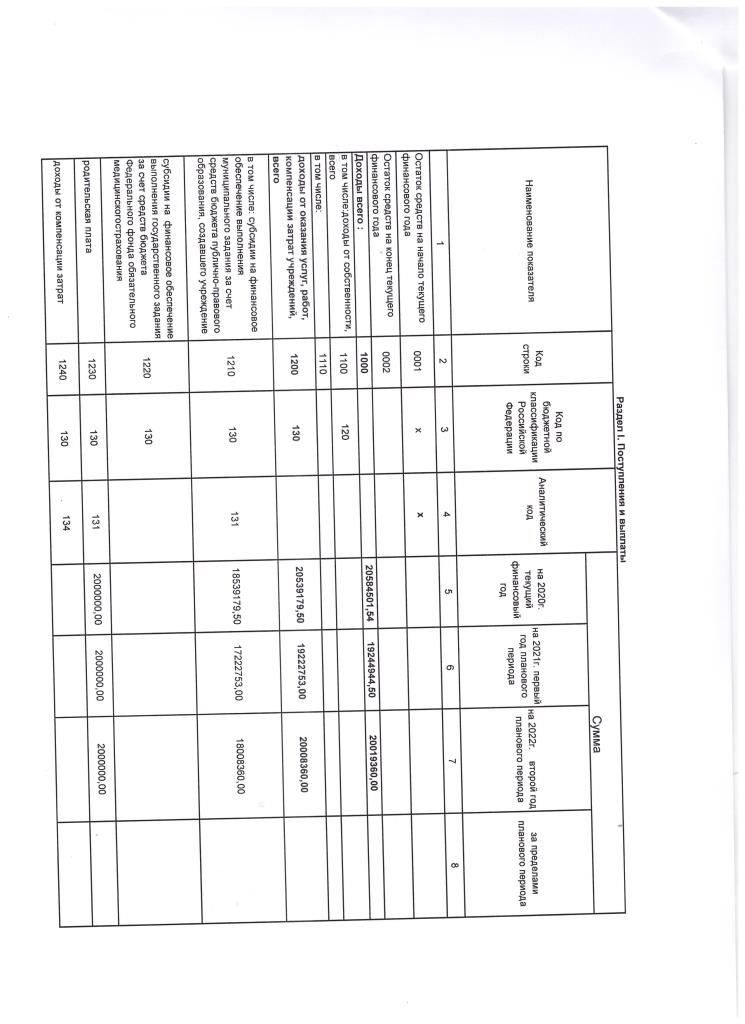 Раздел I. Поступления и выплаты
Наименование показателя
Код
строки
Код по
бюджетной
классификации
Российской
Федерации
Аналитический
код
Сумма
на 2020г.
текущий
финансовый
год
на 2021г. первый
год планового
периода
на 2022г. второй год
планового периода
за пределами
планового периода
1 2 3 4 5 6 7 8
Остаток средств на начало текущего
финансового года 0001 х х
Остаток средств на конец текущего
финансового года 0002
Доходы всего : 1000 20584501,54 19244944,50 20019360,00
в том числе:доходы от собственности,
всего 1100 120
в том числе: 1110
доходы от оказания услуг, работ,
компенсации затрат учреждений,
всего 1200 130 20539179,50 19222753,00 20008360,00
в том числе: субсидии на финансовое
обеспечение выполнения
муниципального задания за счет
средств бюджета публично-правового
образования, создавшего учреждение 1210 130 131 18539179,50 17222753,00 18008360,00
субсидии на финансовое обеспечение
выполнения государственного задания
за счет средств бюджета
Федерального фонда обязательного
медицинскогострахования 1220 130
родительская плата 1230 130 131 2000000,00 2000000,00 2000000,00
доходы от компенсации затрат 1240 130 134